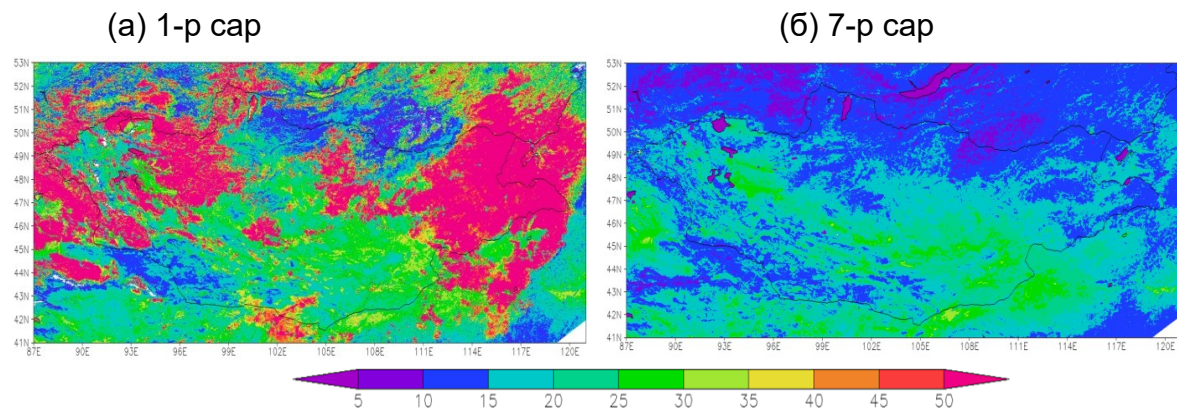 (а) 1-р сар
53N
52N
51N
50N
49N
48N
47N
46N
45N
44N
43N
42N
41N
87E 90E 93E 96E 99E 102E 105E 108E 111E 114E 117E 120E
(б) 7-р сар
53N
52N
51N
50N
49N
48N
47N
46N
45N
44N
43N
42N
41N
87E 90E 93E 96E 99E 102E 105E 108E 111E 114E 117E 120E
5 10 15 20 25 30 35 40 45 50